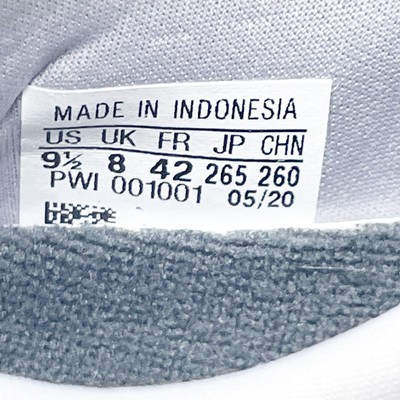 MADE IN INDONESIA
US UK FR JP CHN
9½ 8 42 265 260
PWI 001001 05/20